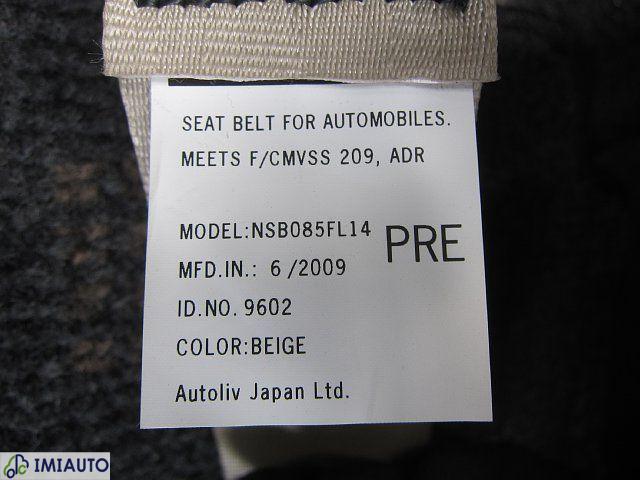 SEAT BELT FOR AUTOMOBILES.
MEETS F/CMVSS 209, ADR
MODEL:NSB085FL14
PRE
MFD.IN.: 6/2009
ID.NO. 9602
COLOR:BEIGE
Autoliv Japan Ltd.
IMIAUTO